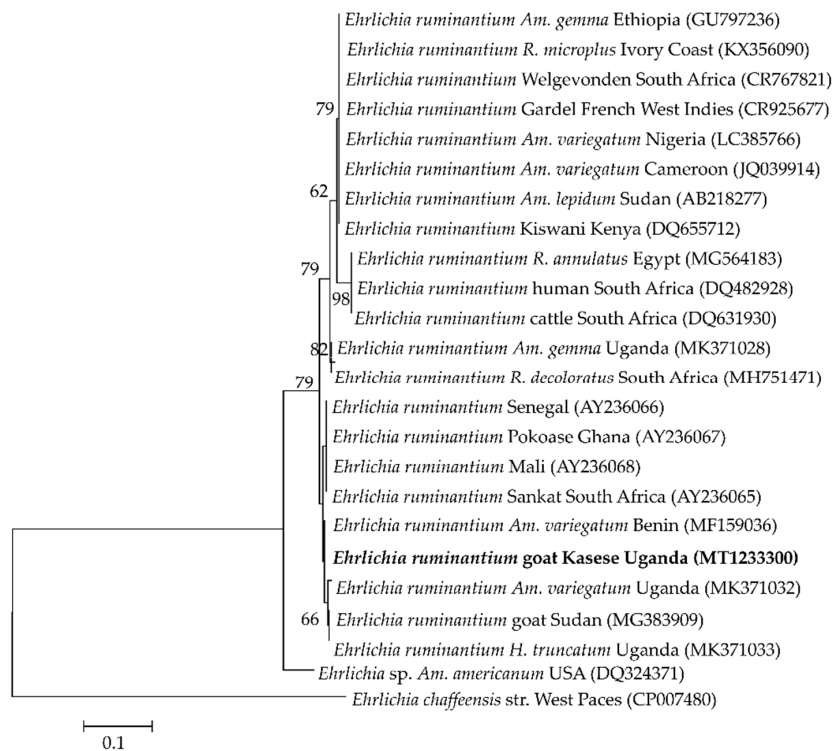 Ehrlichia ruminantium Am. gemma Ethiopia (GU797236)
Ehrlichia ruminantium R. microplus Ivory Coast (KX356090)
Ehrlichia ruminantium Welgevonden South Africa (CR767821)
79 Ehrlichia ruminantium Gardel French West Indies (CR925677)
Ehrlichia ruminantium Am. variegatum Nigeria (LC385766)
Ehrlichia ruminantium Am. variegatum Cameroon (JQ039914)
62 Ehrlichia ruminantium Am. lepidum Sudan (AB218277)
Ehrlichia ruminantium Kiswani Kenya (DQ655712)
79 Ehrlichia ruminantium R. annulatus Egypt (MG564183)
98 Ehrlichia ruminantium human South Africa (DQ482928)
Ehrlichia ruminantium cattle South Africa (DQ631930)
82 Ehrlichia ruminantium Am. gemma Uganda (MK371028)
79 Ehrlichia ruminantium R. decoloratus South Africa (MH751471)
Ehrlichia ruminantium Senegal (AY236066)
Ehrlichia ruminantium Pokoase Ghana (AY236067)
Ehrlichia ruminantium Mali (AY236068)
Ehrlichia ruminantium Sankat South Africa (AY236065)
Ehrlichia ruminantium Am. variegatum Benin (MF159036)
Ehrlichia ruminantium goat Kasese Uganda (MT1233300)
Ehrlichia ruminantium Am. variegatum Uganda (MK371032)
66 Ehrlichia ruminantium goat Sudan (MG383909)
Ehrlichia ruminantium H. truncatum Uganda (MK371033)
Ehrlichia sp. Am. americanum USA (DQ324371)
Ehrlichia chaffeensis str. West Paces (CP007480)
0.1